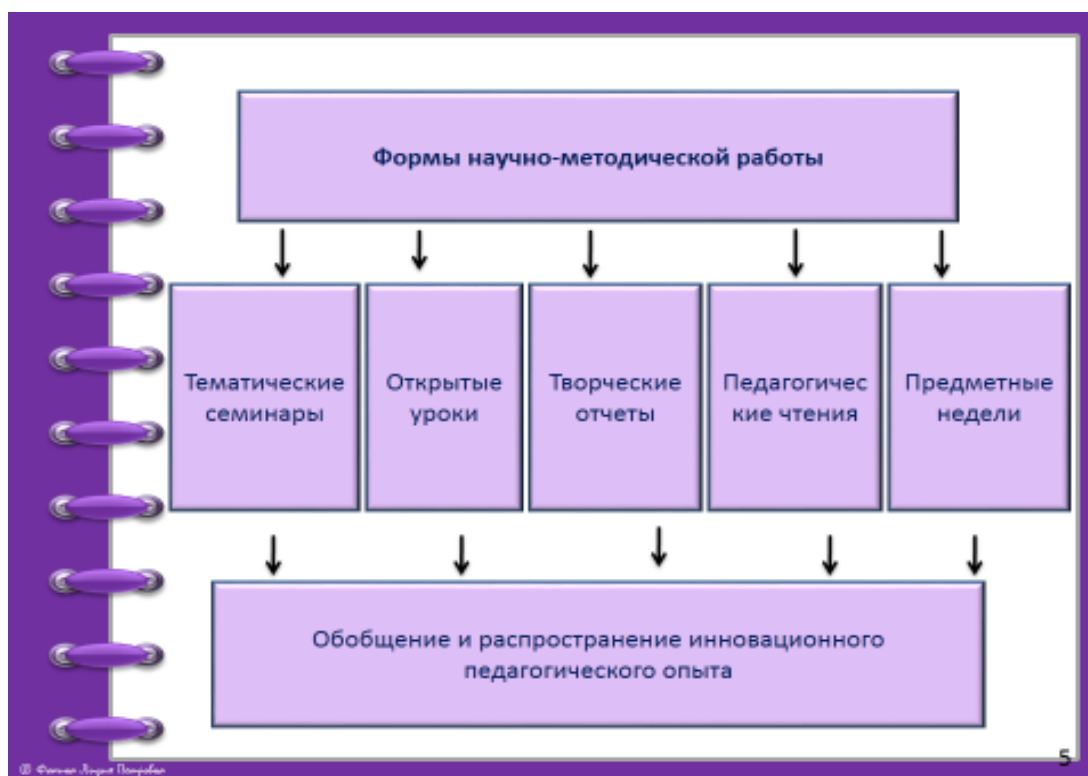 Формы научно-методической работы
Тематические
семинары
Открытые
уроки
Творческие
отчеты
Педагогичес
кие чтения
Предметные
недели
Обобщение и распространение инновационного
педагогического опыта
5